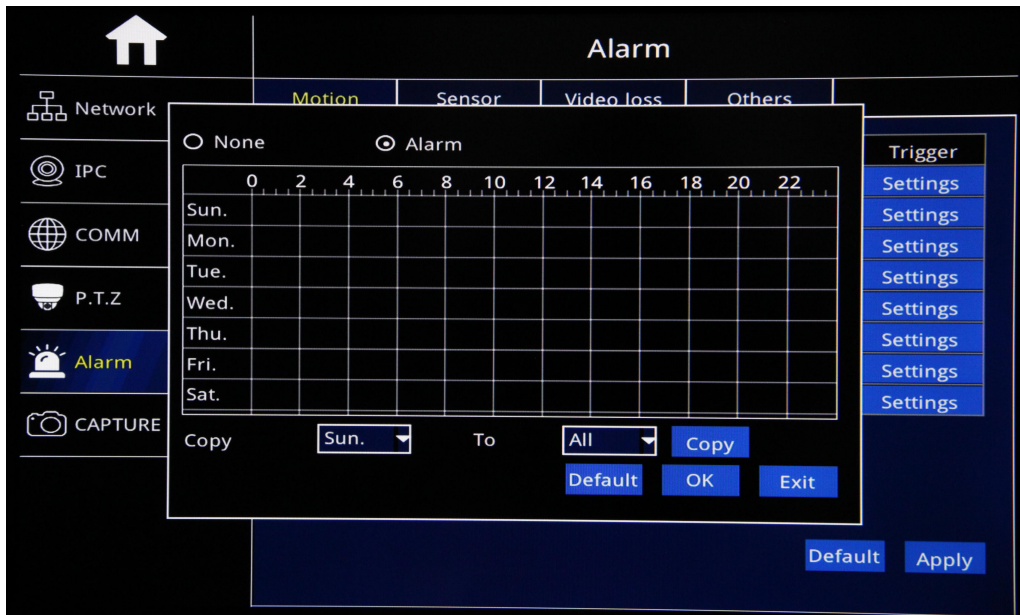 Alarm
Motion Sensor Video loss Others
Network
IPC
COMM
P.T.Z
Alarm
CAPTURE
None Alarm
0 2 4 6 8 10 12 14 16 18 20 22
Sun.
Mon.
Tue.
Wed.
Thu.
Fri.
Sat.
Copy Sun. To All Copy
Default OK Exit
Trigger
Settings
Settings
Settings
Settings
Settings
Settings
Settings
Settings
Default Apply